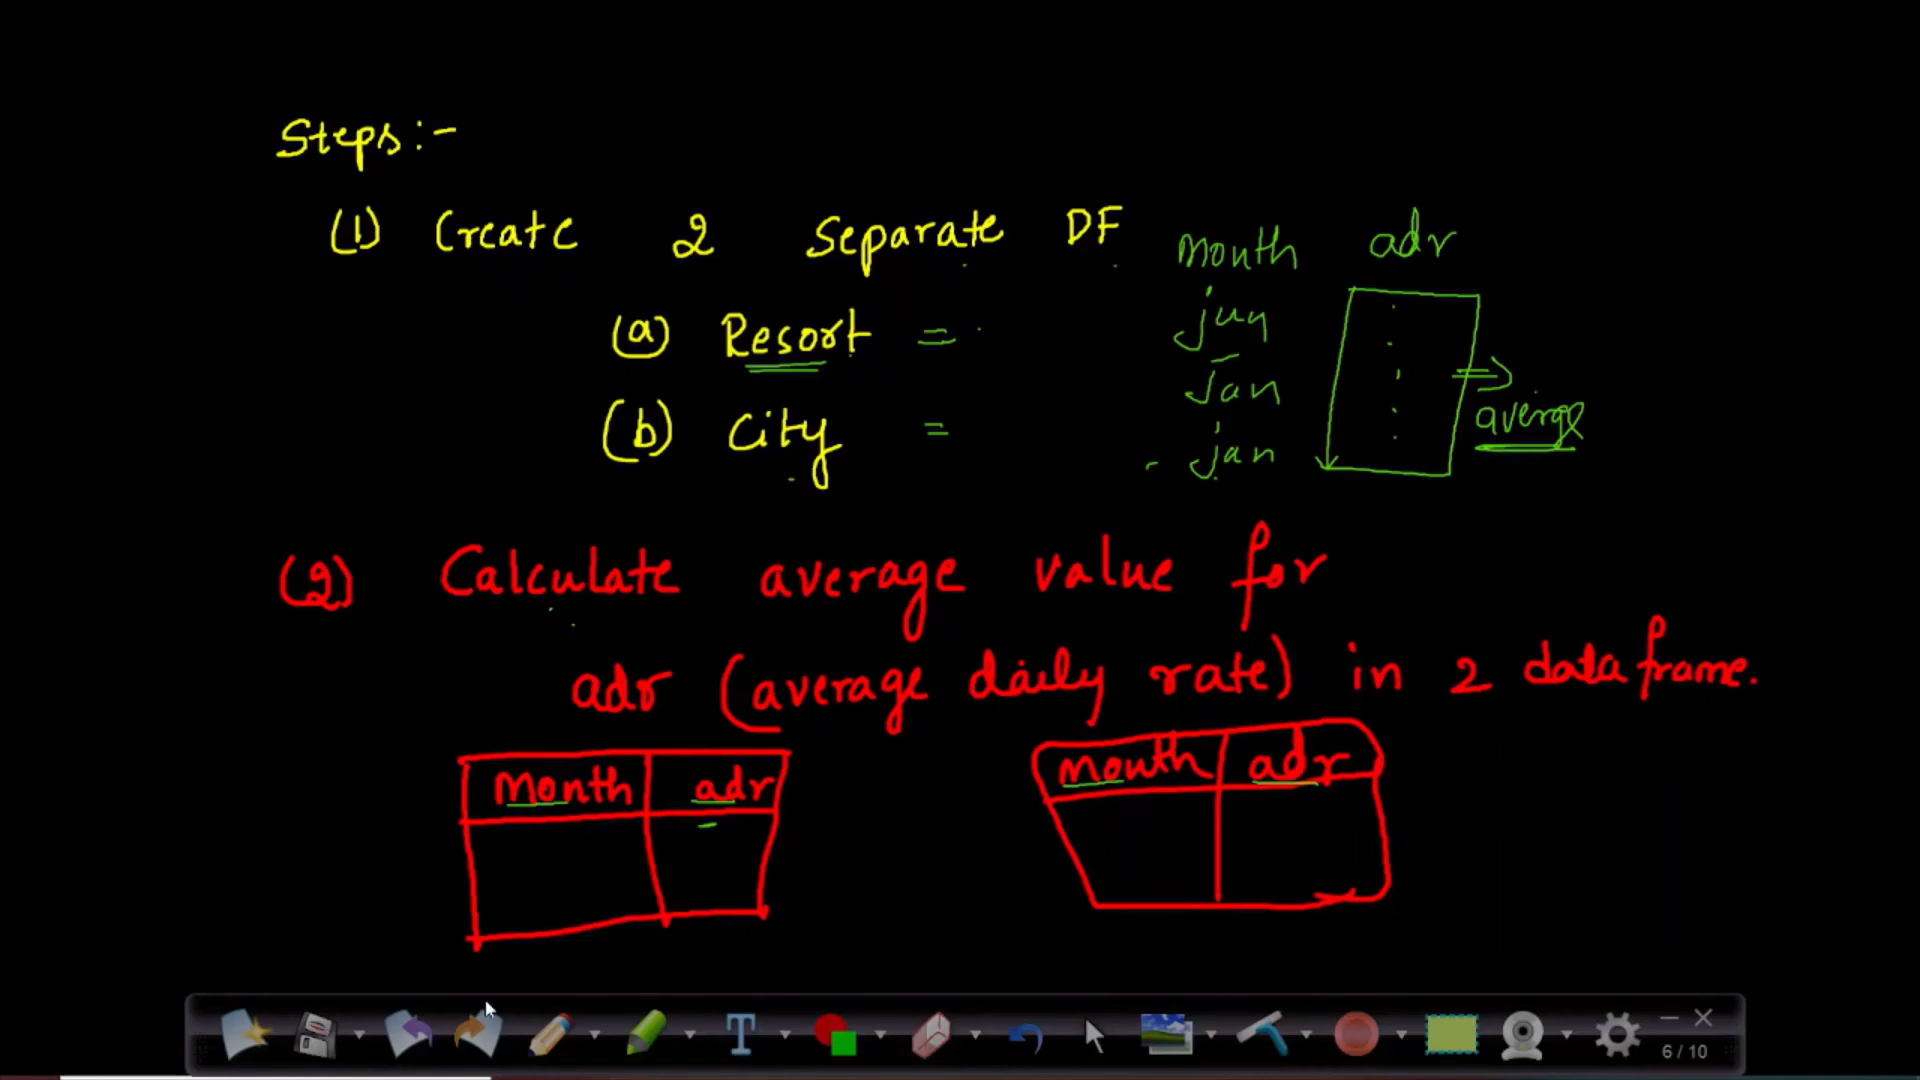 Steps:-
(1) Create 2 Separate DF
month adr
(a) Resort =
jun
jan
(b) City =
average
- jan
(2) Calculate average value for
adr (average daily rate) in 2 dataframe.
month adr
month adr
T
6 / 10